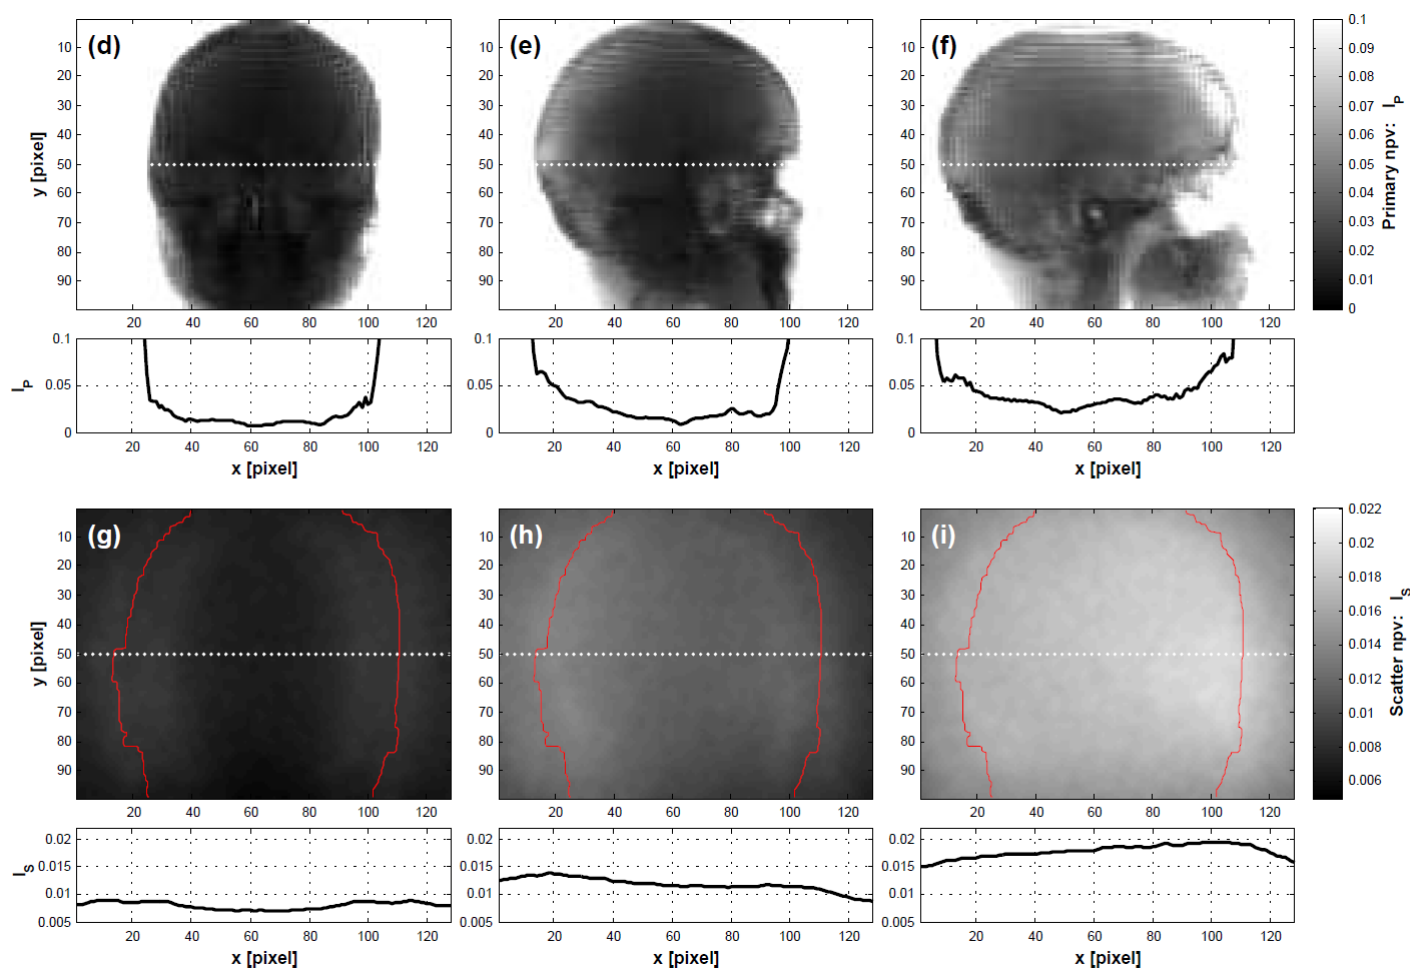 (d) (e) (f)
10 20 30 40 50 60 70 80 90
y [pixel]
20 40 60 80 100 120
10 20 30 40 50 60 70 80 90
20 40 60 80 100 120
10 20 30 40 50 60 70 80 90
20 40 60 80 100 120
0.1 0.09 0.08 0.07 0.06 0.05 0.04 0.03 0.02 0.01 0
Primary npv: I_P
0.1 0.05 0
I_P
20 40 60 80 100 120
x [pixel]
0.1 0.05 0
20 40 60 80 100 120
x [pixel]
0.1 0.05 0
20 40 60 80 100 120
x [pixel]
(g) (h) (i)
10 20 30 40 50 60 70 80 90
y [pixel]
20 40 60 80 100 120
10 20 30 40 50 60 70 80 90
20 40 60 80 100 120
10 20 30 40 50 60 70 80 90
20 40 60 80 100 120
0.022 0.02 0.018 0.016 0.014 0.012 0.01 0.008 0.006
Scatter npv: I_S
0.02 0.015 0.01 0.005
I_S
20 40 60 80 100 120
x [pixel]
0.02 0.015 0.01 0.005
20 40 60 80 100 120
x [pixel]
0.02 0.015 0.01 0.005
20 40 60 80 100 120
x [pixel]